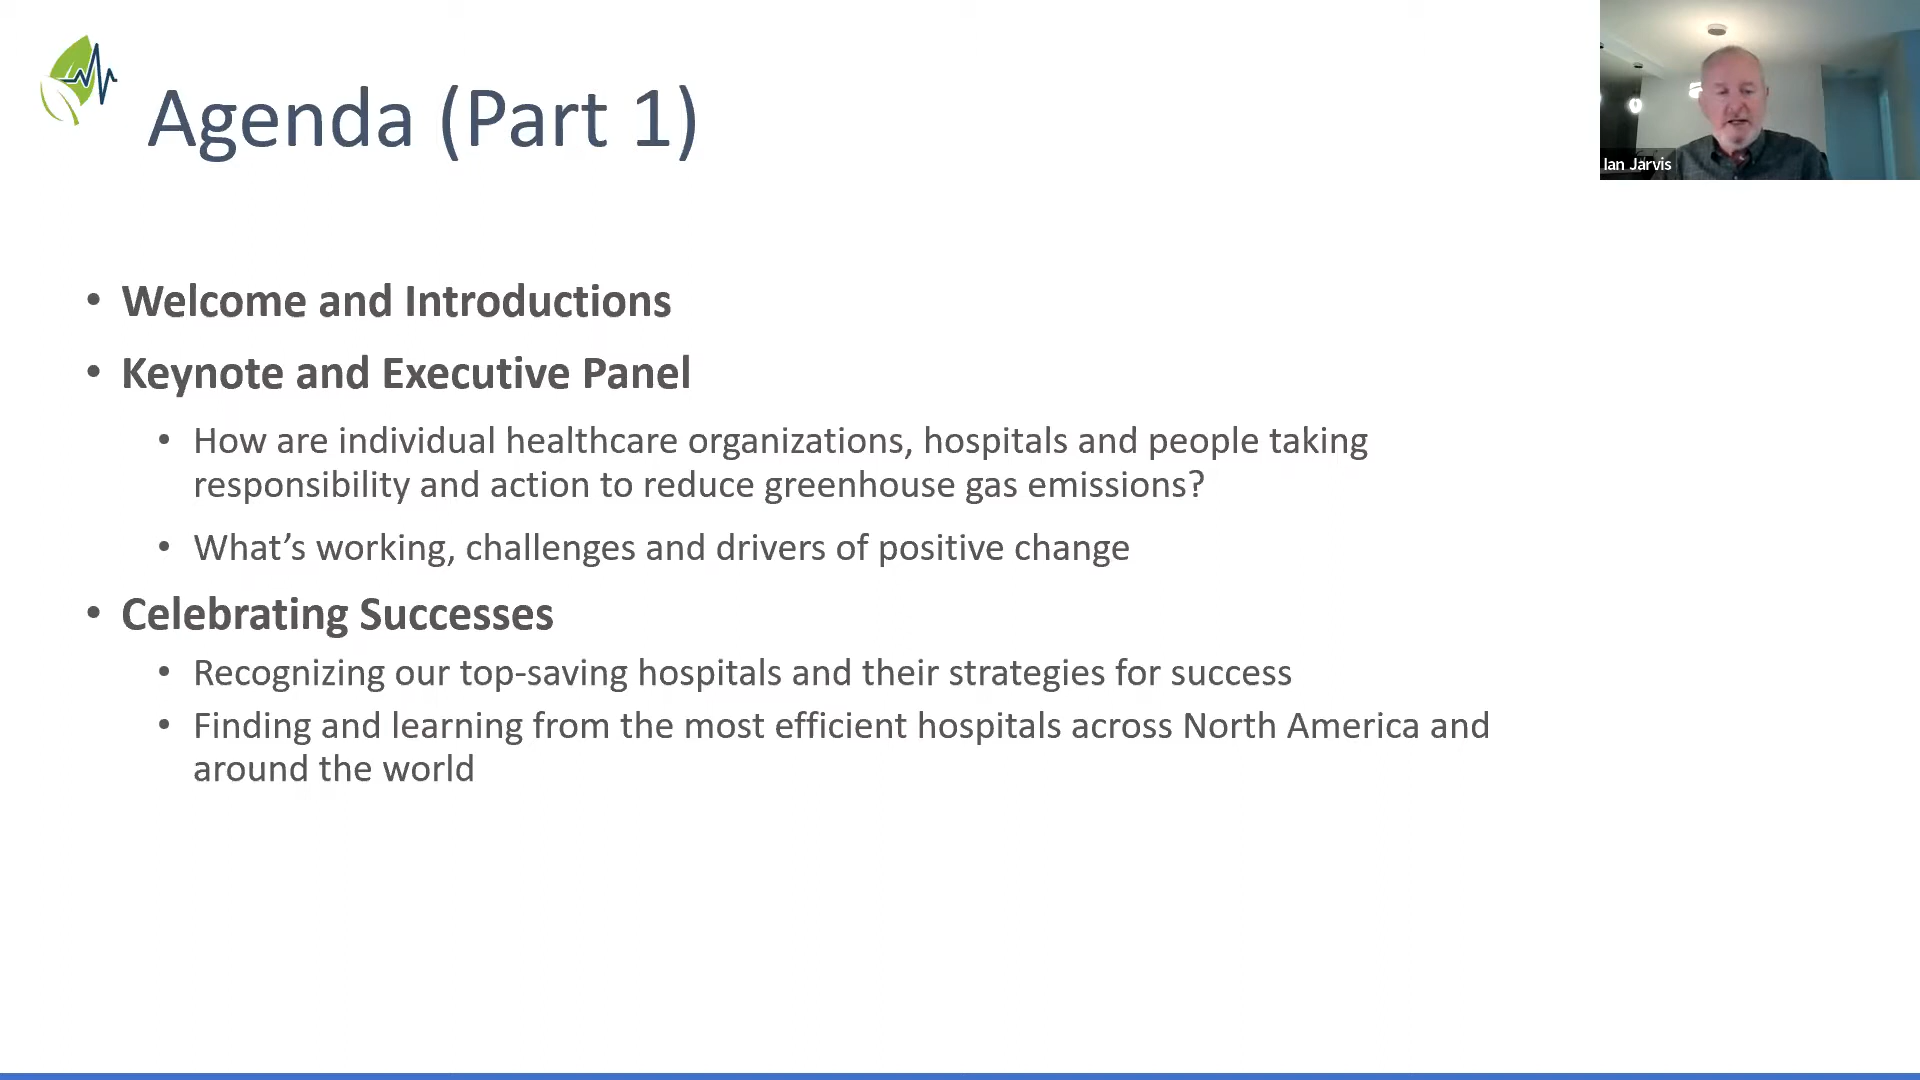 Agenda (Part 1)
Ian Jarvis
• Welcome and Introductions
• Keynote and Executive Panel
• How are individual healthcare organizations, hospitals and people taking
responsibility and action to reduce greenhouse gas emissions?
• What’s working, challenges and drivers of positive change
• Celebrating Successes
• Recognizing our top-saving hospitals and their strategies for success
• Finding and learning from the most efficient hospitals across North America and
around the world